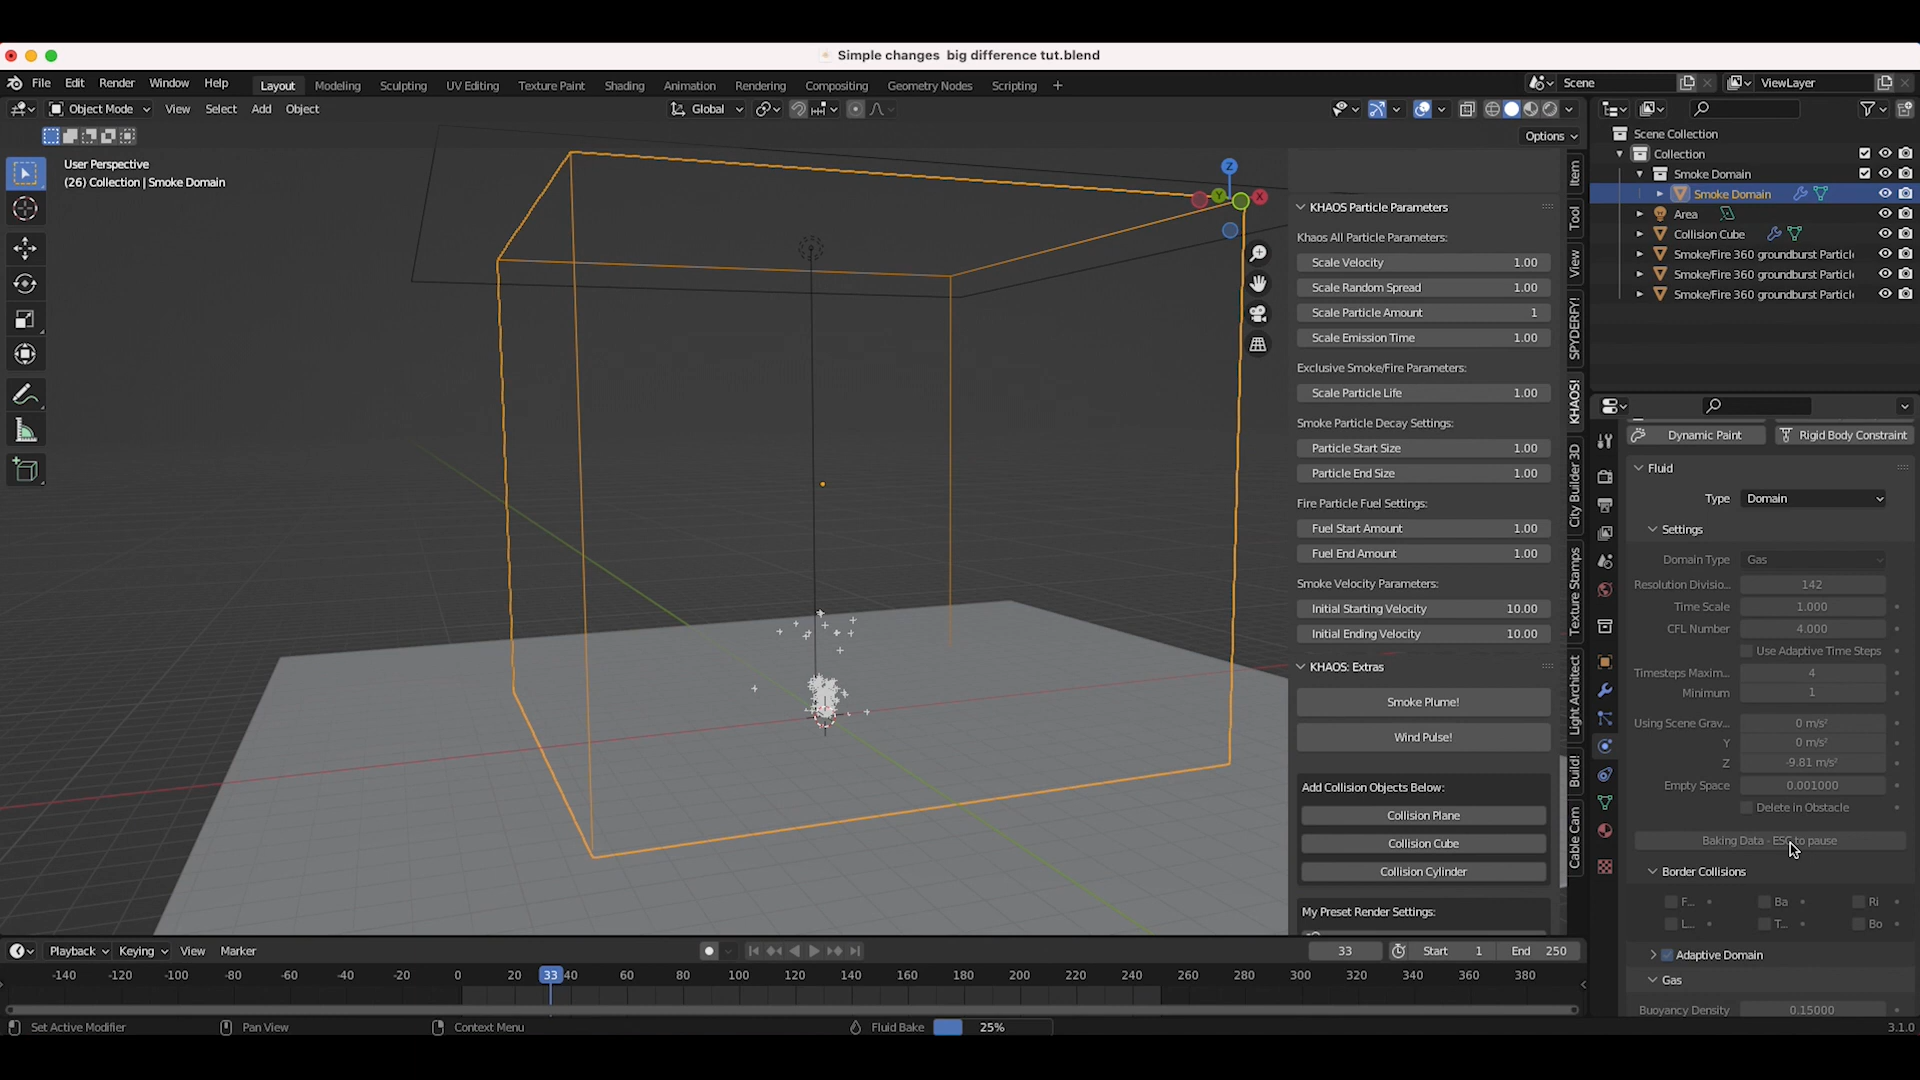 Simple changes  big difference tut.blend
File Edit Render Window Help Layout Modeling Sculpting UV Editing Texture Paint Shading Animation Rendering Compositing Geometry Nodes Scripting + Scene ViewLayer
Object Mode View Select Add Object Global
Options
User Perspective
(26) Collection | Smoke Domain
Z
Y
X
Item
Tool
View
SPYDERFY!
KHAOS!
City Builder 3D
Texture Stamps
Light Architect
Build!
Cable Cam
KHAOS Particle Parameters
Khaos All Particle Parameters:
Scale Velocity 1.00
Scale Random Spread 1.00
Scale Particle Amount 1
Scale Emission Time 1.00
Exclusive Smoke/Fire Parameters:
Scale Particle Life 1.00
Smoke Particle Decay Settings:
Particle Start Size 1.00
Particle End Size 1.00
Fire Particle Fuel Settings:
Fuel Start Amount 1.00
Fuel End Amount 1.00
Smoke Velocity Parameters:
Initial Starting Velocity 10.00
Initial Ending Velocity 10.00
KHAOS: Extras
Smoke Plume!
Wind Pulse!
Add Collision Objects Below:
Collision Plane
Collision Cube
Collision Cylinder
My Preset Render Settings:
Scene Collection
Collection
Smoke Domain
Smoke Domain
Area
Collision Cube
Smoke/Fire 360 groundburst Particle
Smoke/Fire 360 groundburst Particle
Smoke/Fire 360 groundburst Particle
Dynamic Paint Rigid Body Constraint
Fluid
Type Domain
Settings
Domain Type Gas
Resolution Divisio... 142
Time Scale 1.000
CFL Number 4.000
Use Adaptive Time Steps
Timesteps Maxim... 4
Minimum 1
Using Scene Grav... 0 m/s²
Y 0 m/s²
Z -9.81 m/s²
Empty Space 0.001000
Delete in Obstacle
Baking Data - ESC to pause
Border Collisions
F... Ba Ri
L... T... Bo
Adaptive Domain
Gas
Buoyancy Density 0.15000
Playback Keying View Marker 33 Start 1 End 250
-140 -120 -100 -80 -60 -40 -20 0 20 33 40 60 80 100 120 140 160 180 200 220 240 260 280 300 320 340 360 380
Set Active Modifier Pan View Context Menu Fluid Bake 25% 3.1.0